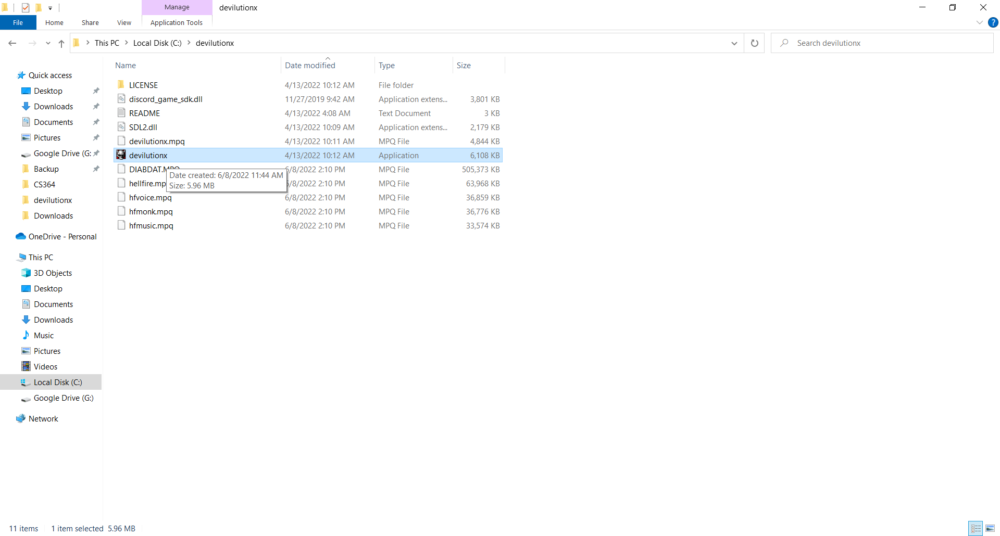 Manage
devilutionx
File
Home
Share
View
Application Tools
?
This PC
Local Disk (C:)
devilutionx
Search devilutionx
Name
Date modified
Type
Size
LICENSE 4/13/2022 10:12 AM File folder
discord_game_sdk.dll 11/27/2019 9:42 AM Application extens... 3,801 KB
README 4/13/2022 4:08 AM Text Document 3 KB
SDL2.dll 4/13/2022 10:09 AM Application extens... 2,179 KB
devilutionx.mpq 4/13/2022 10:11 AM MPQ File 4,844 KB
devilutionx 4/13/2022 10:12 AM Application 6,108 KB
DIABDAT.MPQ 6/8/2022 2:10 PM MPQ File 505,373 KB
hellfire.mp 6/8/2022 2:10 PM MPQ File 63,968 KB
hfvoice.mpq 6/8/2022 2:10 PM MPQ File 36,859 KB
hfmonk.mpq 6/8/2022 2:10 PM MPQ File 36,776 KB
hfmusic.mpq 6/8/2022 2:10 PM MPQ File 33,574 KB
Date created: 6/8/2022 11:44 AM
Size: 5.96 MB
Quick access
Desktop
Downloads
Documents
Pictures
Google Drive (G:
Backup
CS364
devilutionx
Downloads
OneDrive - Personal
This PC
3D Objects
Desktop
Documents
Downloads
Music
Pictures
Videos
Local Disk (C:)
Google Drive (G:)
Network
11 items
1 item selected 5.96 MB